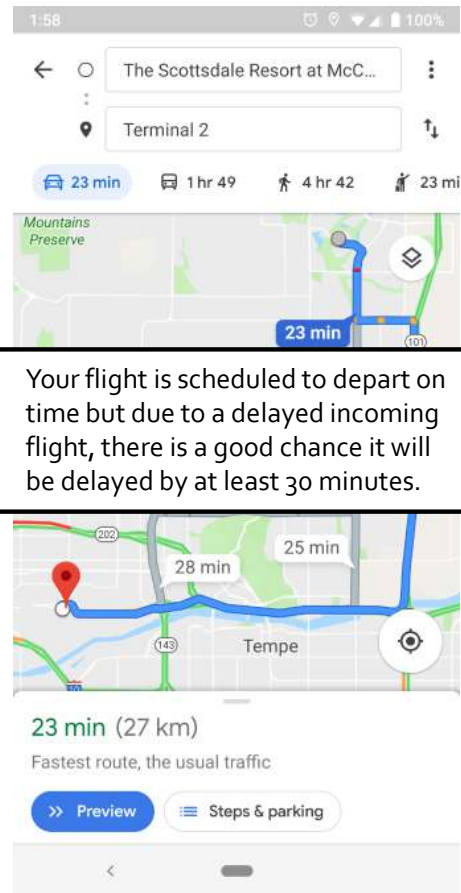 1:58 100%
The Scottsdale Resort at McC...
Terminal 2
23 min 1 hr 49 4 hr 42 23 mi
Mountains
Preserve
23 min
101
Your flight is scheduled to depart on
time but due to a delayed incoming
flight, there is a good chance it will
be delayed by at least 30 minutes.
202
25 min
28 min
143
Tempe
10
23 min (27 km)
Fastest route, the usual traffic
Preview Steps & parking